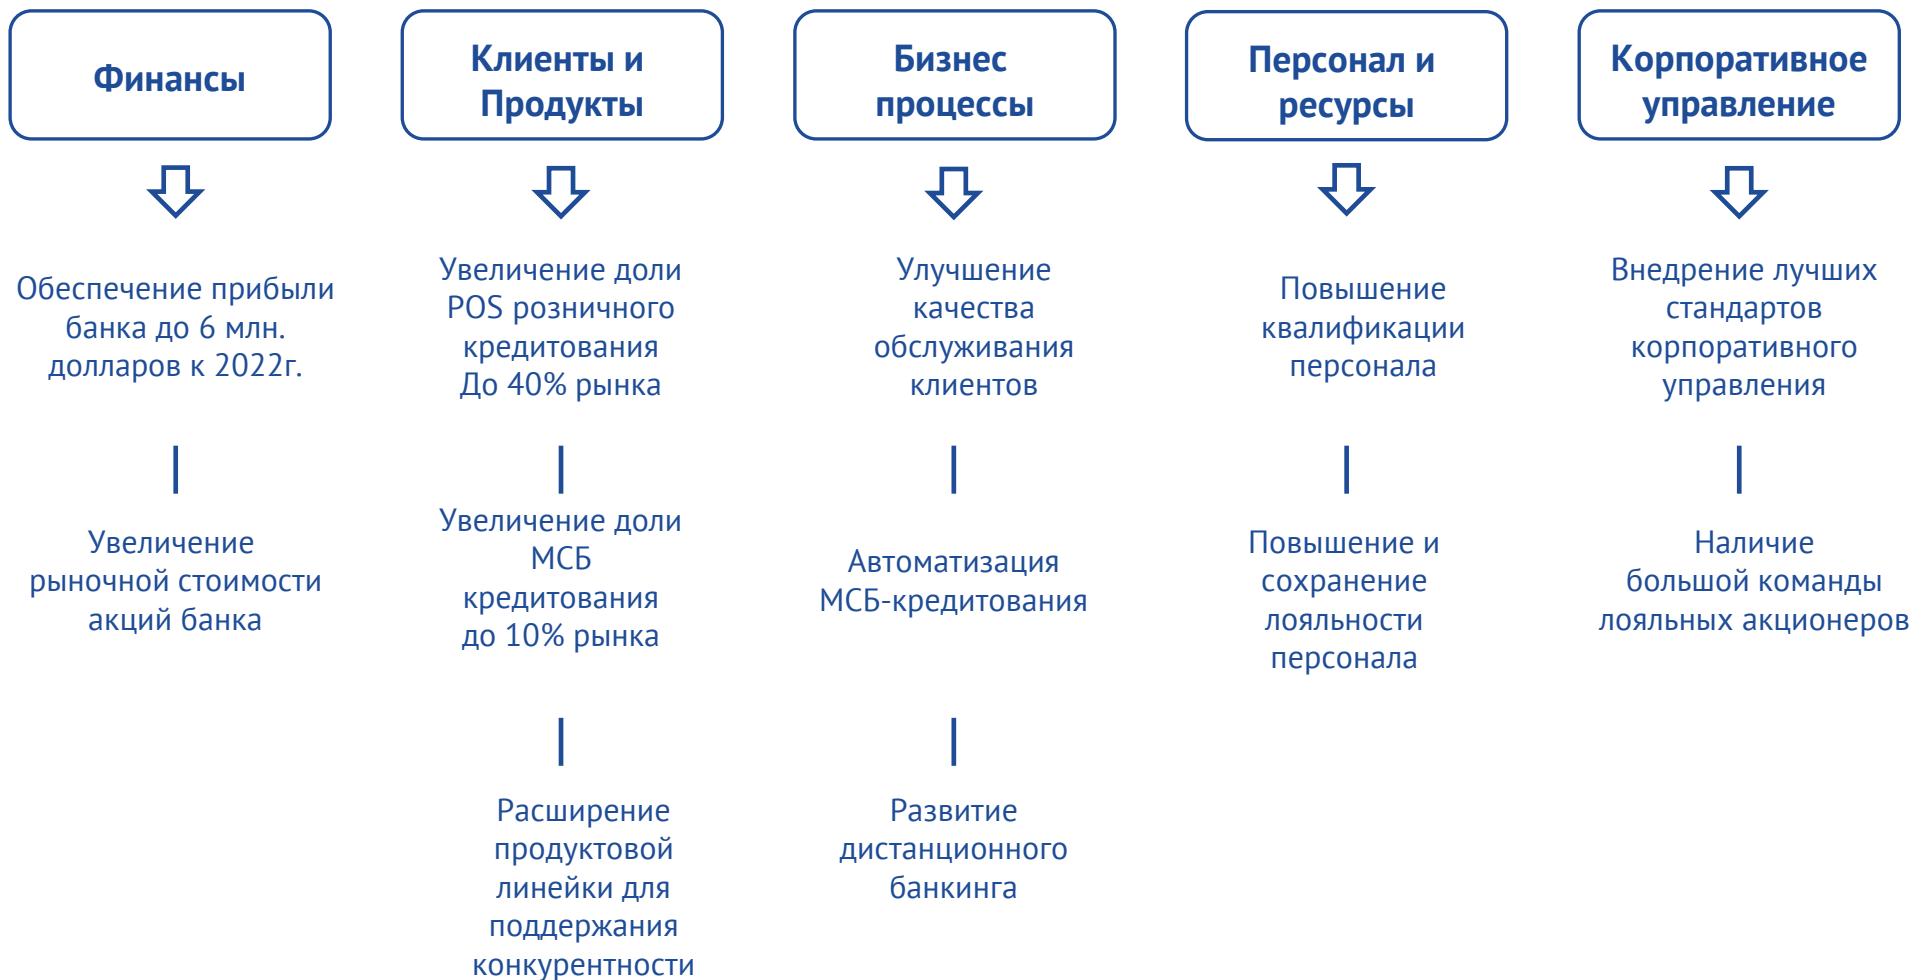 Финансы
Обеспечение прибыли
банка до 6 млн.
долларов к 2022г.
Увеличение
рыночной стоимости
акций банка
Клиенты и
Продукты
Увеличение доли
POS розничного
кредитования
До 40% рынка
Увеличение доли
МСБ
кредитования
до 10% рынка
Расширение
продуктовой
линейки для
поддержания
конкурентности
Бизнес
процессы
Улучшение
качества
обслуживания
клиентов
Автоматизация
МСБ-кредитования
Развитие
дистанционного
банкинга
Персонал и
ресурсы
Повышение
квалификации
персонала
Повышение и
сохранение
лояльности
персонала
Корпоративное
управление
Внедрение лучших
стандартов
корпоративного
управления
Наличие
большой команды
лояльных акционеров